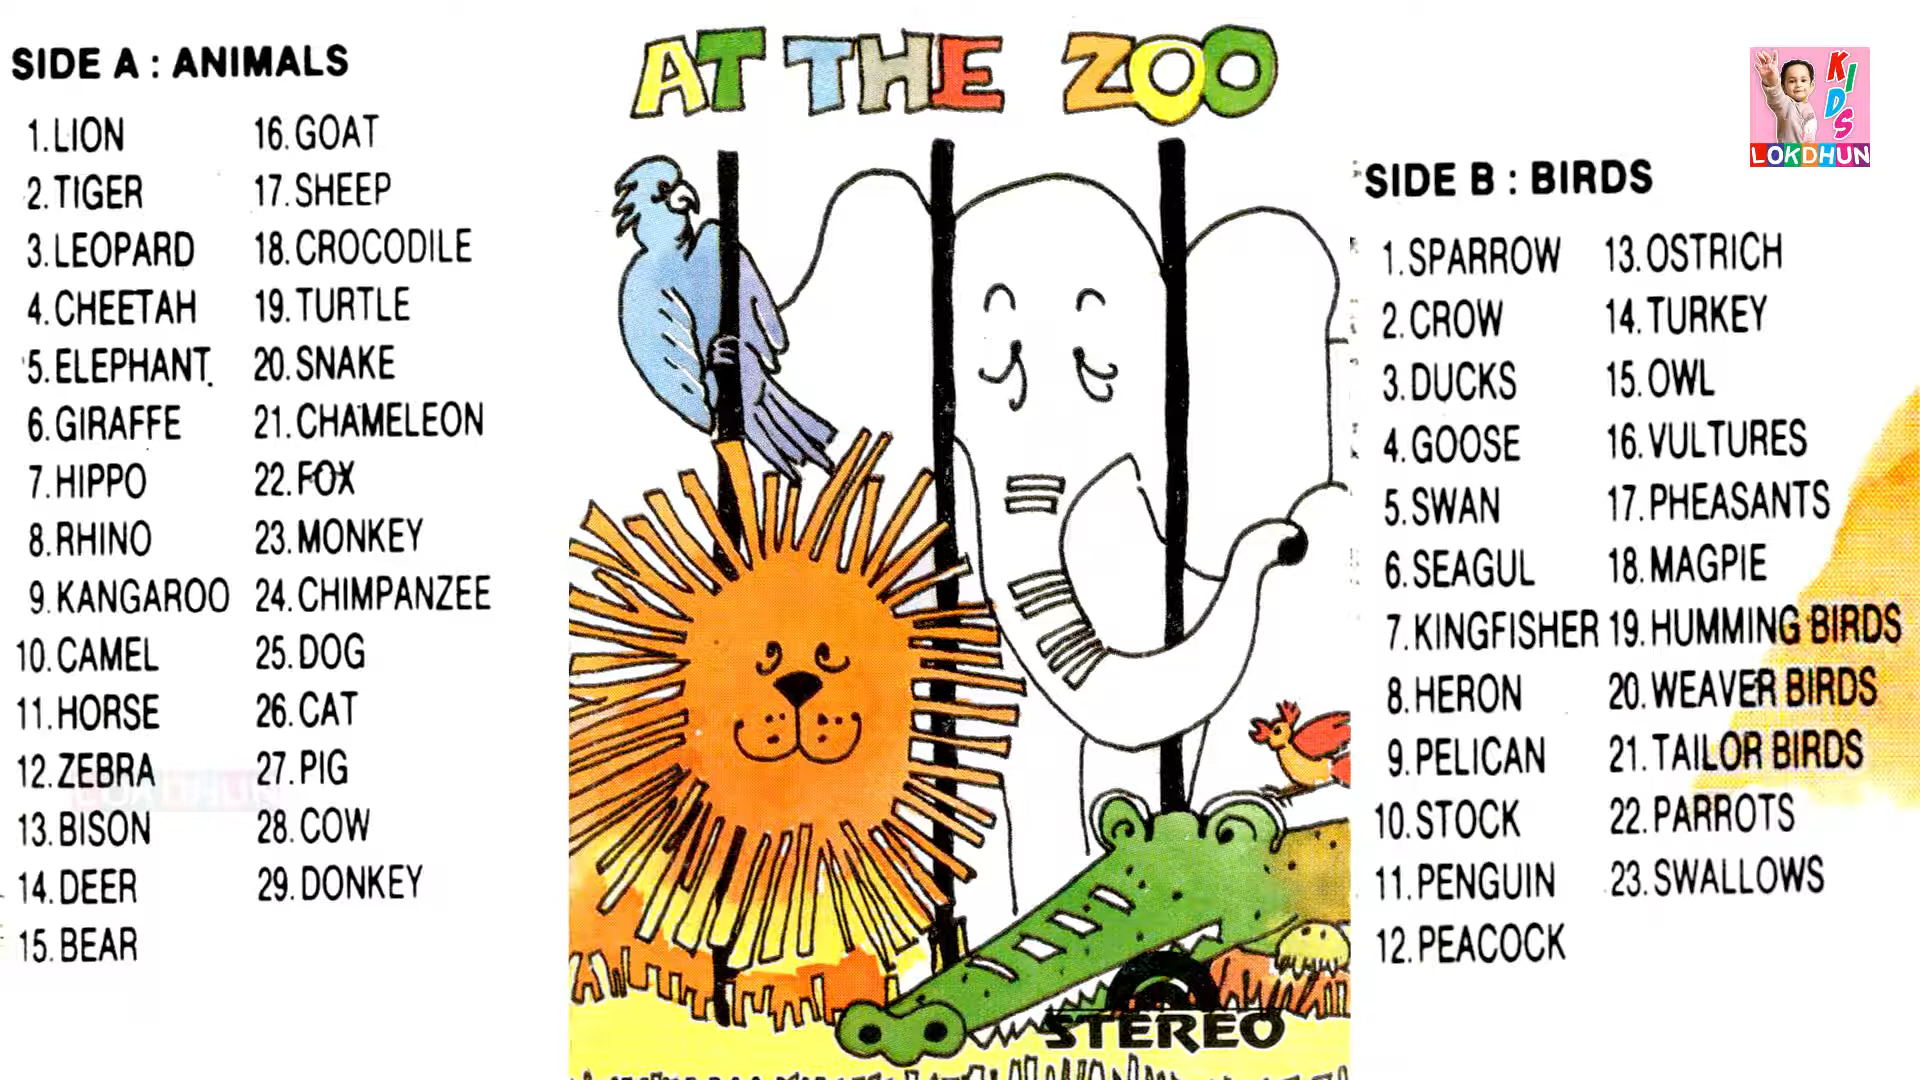 AT THE ZOO
SIDE A : ANIMALS
1. LION
2. TIGER
3. LEOPARD
4. CHEETAH
5. ELEPHANT.
6. GIRAFFE
7. HIPPO
8. RHINO
9. KANGAROO
10. CAMEL
11. HORSE
12. ZEBRA
13. BISON
14. DEER
15. BEAR
16. GOAT
17. SHEEP
18. CROCODILE
19. TURTLE
20. SNAKE
21. CHAMELEON
22. FOX
23. MONKEY
24. CHIMPANZEE
25. DOG
26. CAT
27. PIG
28. COW
29. DONKEY
LOKDHUN
STEREO
KIDS
LOKDHUN
SIDE B : BIRDS
1. SPARROW
2. CROW
3. DUCKS
4. GOOSE
5. SWAN
6. SEAGUL
7. KINGFISHER
8. HERON
9. PELICAN
10. STOCK
11. PENGUIN
12. PEACOCK
13. OSTRICH
14. TURKEY
15. OWL
16. VULTURES
17. PHEASANTS
18. MAGPIE
19. HUMMING BIRDS
20. WEAVER BIRDS
21. TAILOR BIRDS
22. PARROTS
23. SWALLOWS